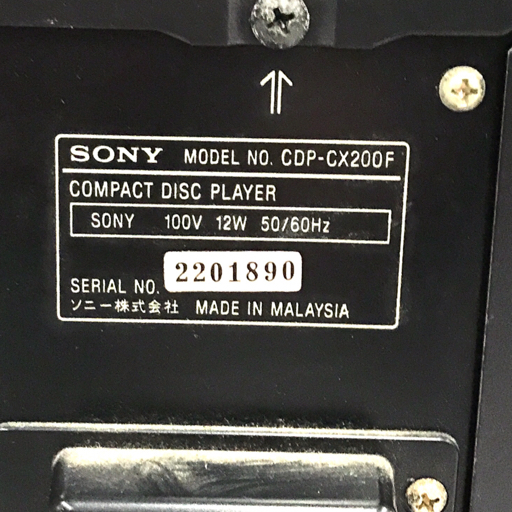 SONY MODEL NO. CDP-CX200F
COMPACT DISC PLAYER
SONY 100V 12W 50/60Hz
SERIAL NO. 2201890
ソニー株式会社 MADE IN MALAYSIA